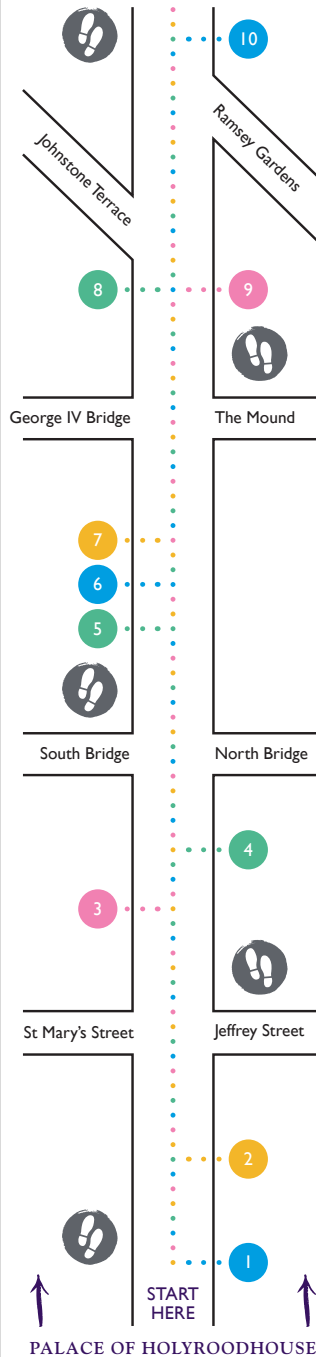 10
Johnstone Terrace
Ramsey Gardens
8
9
George IV Bridge
The Mound
7
6
5
South Bridge
North Bridge
4
3
St Mary's Street
Jeffrey Street
2
1
START
HERE
PALACE OF HOLYROODHOUSE